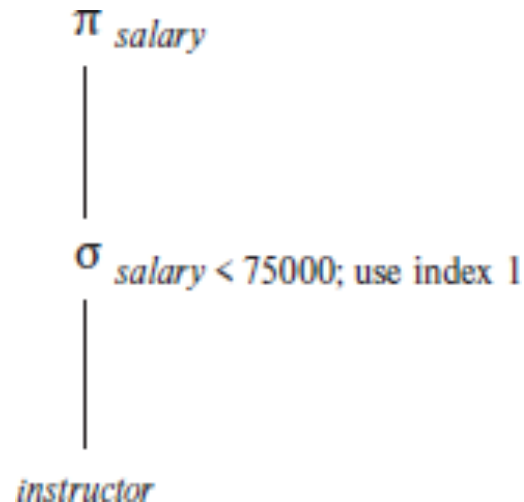 π salary
σ salary < 75000; use index 1
instructor